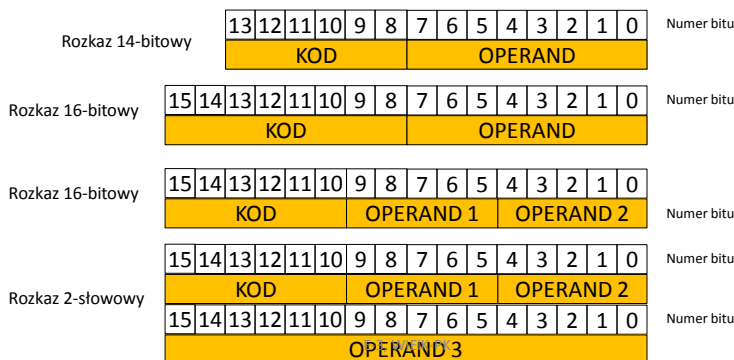 13 12 11 10 9 8 7 6 5 4 3 2 1 0 Numer bitu
Rozkaz 14-bitowy
KOD OPERAND
15 14 13 12 11 10 9 8 7 6 5 4 3 2 1 0 Numer bitu
Rozkaz 16-bitowy
KOD OPERAND
15 14 13 12 11 10 9 8 7 6 5 4 3 2 1 0
Rozkaz 16-bitowy
KOD OPERAND 1 OPERAND 2 Numer bitu
15 14 13 12 11 10 9 8 7 6 5 4 3 2 1 0 Numer bitu
KOD OPERAND 1 OPERAND 2
Rozkaz 2-słowowy
15 14 13 12 11 10 9 8 7 6 5 4 3 2 1 0 Numer bitu
OPERAND 3